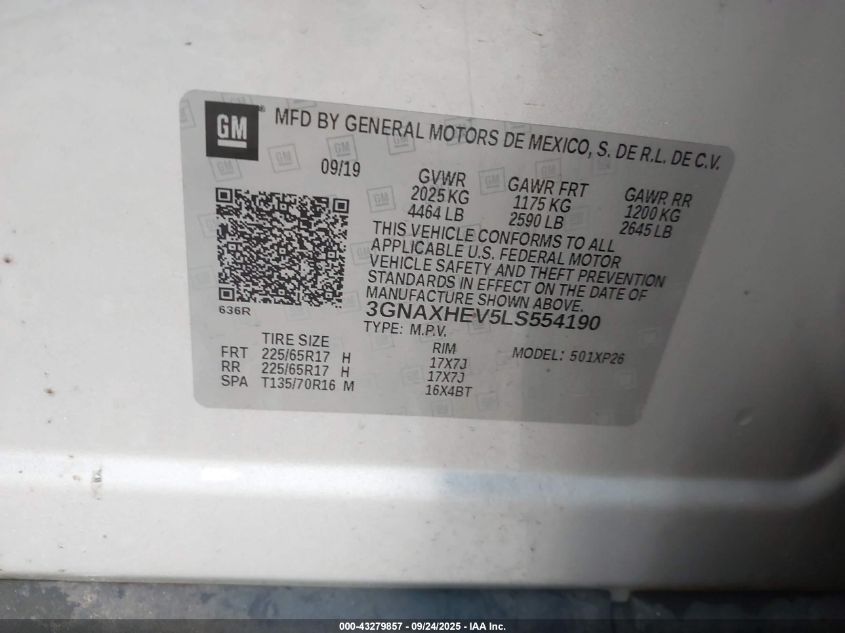 GM
MFD BY GENERAL MOTORS DE MEXICO, S. DE R.L. DE C.V.
09/19
GVWR
2025 KG
4464 LB
GAWR FRT
1175 KG
2590 LB
GAWR RR
1200 KG
2645 LB
THIS VEHICLE CONFORMS TO ALL
APPLICABLE U.S. FEDERAL MOTOR
VEHICLE SAFETY AND THEFT PREVENTION
STANDARDS IN EFFECT ON THE DATE OF
MANUFACTURE SHOWN ABOVE.
3GNAXHEV5LS554190
TYPE: M.P.V.
636R
MODEL: 501XP26
TIRE SIZE RIM
FRT 225/65R17 H 17X7J
RR 225/65R17 H 17X7J
SPA T135/70R16 M 16X4BT
000-43279857 - 09/24/2025 - IAA Inc.